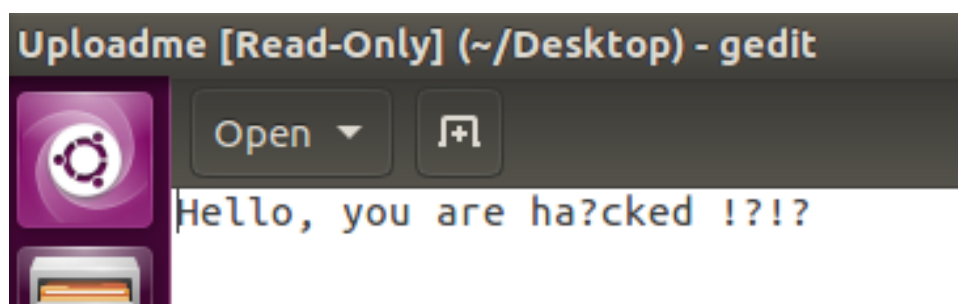 Uploadme [Read-Only] (~/Desktop) - gedit
Open
Hello, you are ha?cked !?!?